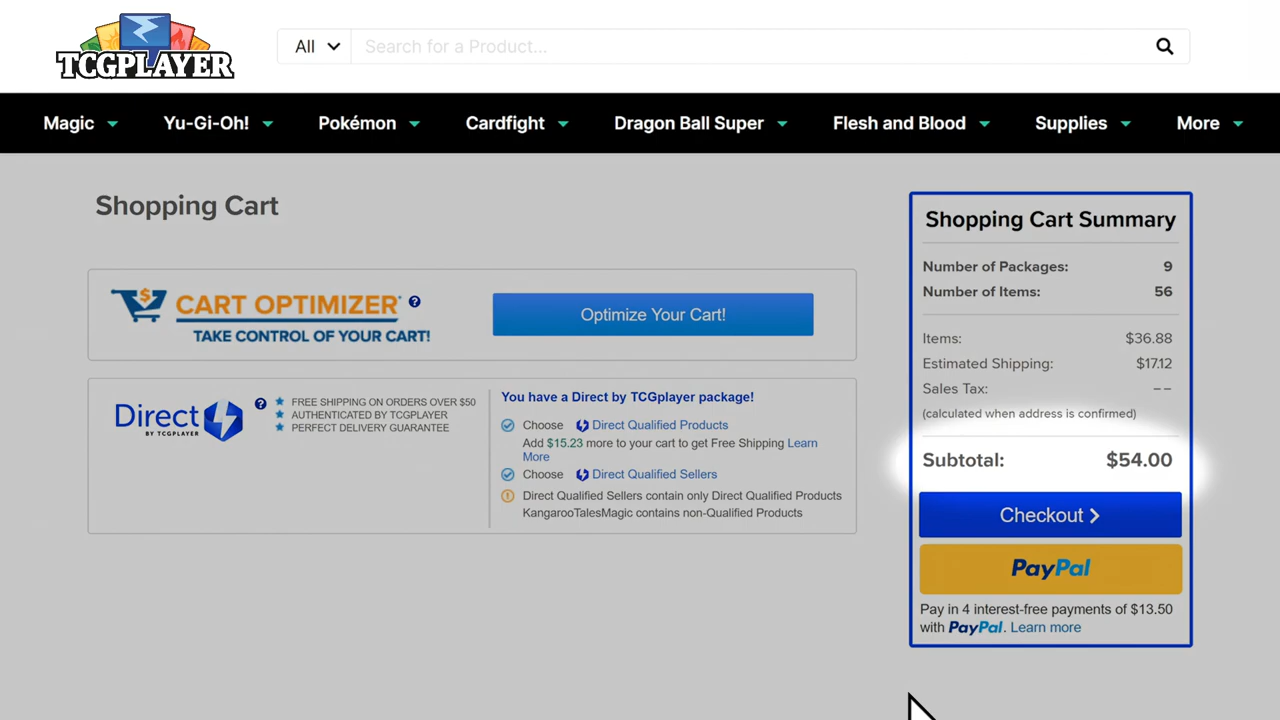 TCGPLAYER
All
Search for a Product...
Magic
Yu-Gi-Oh!
Pokémon
Cardfight
Dragon Ball Super
Flesh and Blood
Supplies
More
Shopping Cart
CART OPTIMIZER
?
TAKE CONTROL OF YOUR CART!
Optimize Your Cart!
Direct
BY TCGPLAYER
?
FREE SHIPPING ON ORDERS OVER $50
AUTHENTICATED BY TCGPLAYER
PERFECT DELIVERY GUARANTEE
You have a Direct by TCGplayer package!
Choose Direct Qualified Products
Add $15.23 more to your cart to get Free Shipping Learn
More
Choose Direct Qualified Sellers
Direct Qualified Sellers contain only Direct Qualified Products
KangarooTalesMagic contains non-Qualified Products
Shopping Cart Summary
Number of Packages: 9
Number of Items: 56
Items: $36.88
Estimated Shipping: $17.12
Sales Tax: --
(calculated when address is confirmed)
Subtotal: $54.00
Checkout
PayPal
Pay in 4 interest-free payments of $13.50
with PayPal. Learn more